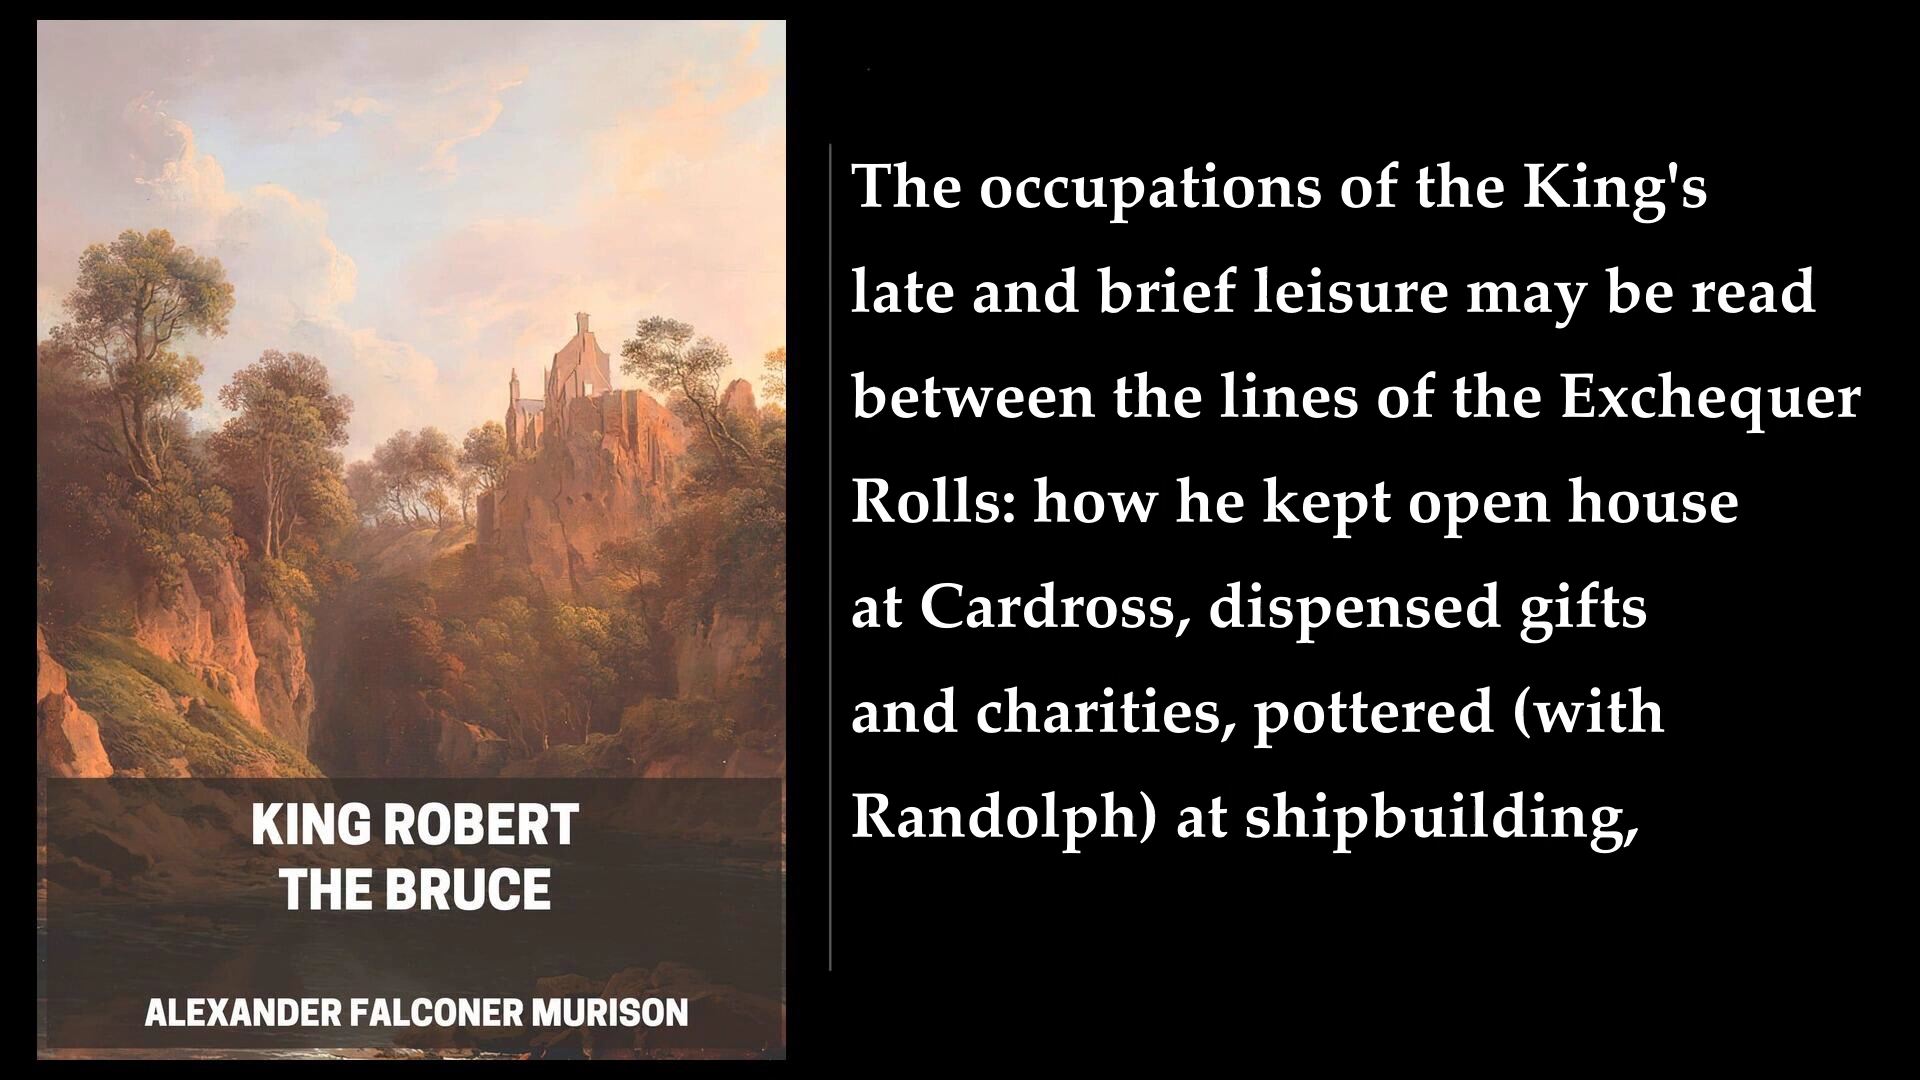 KING ROBERT
THE BRUCE
ALEXANDER FALCONER MURISON
The occupations of the King's
late and brief leisure may be read
between the lines of the Exchequer
Rolls: how he kept open house
at Cardross, dispensed gifts
and charities, pottered (with
Randolph) at shipbuilding,